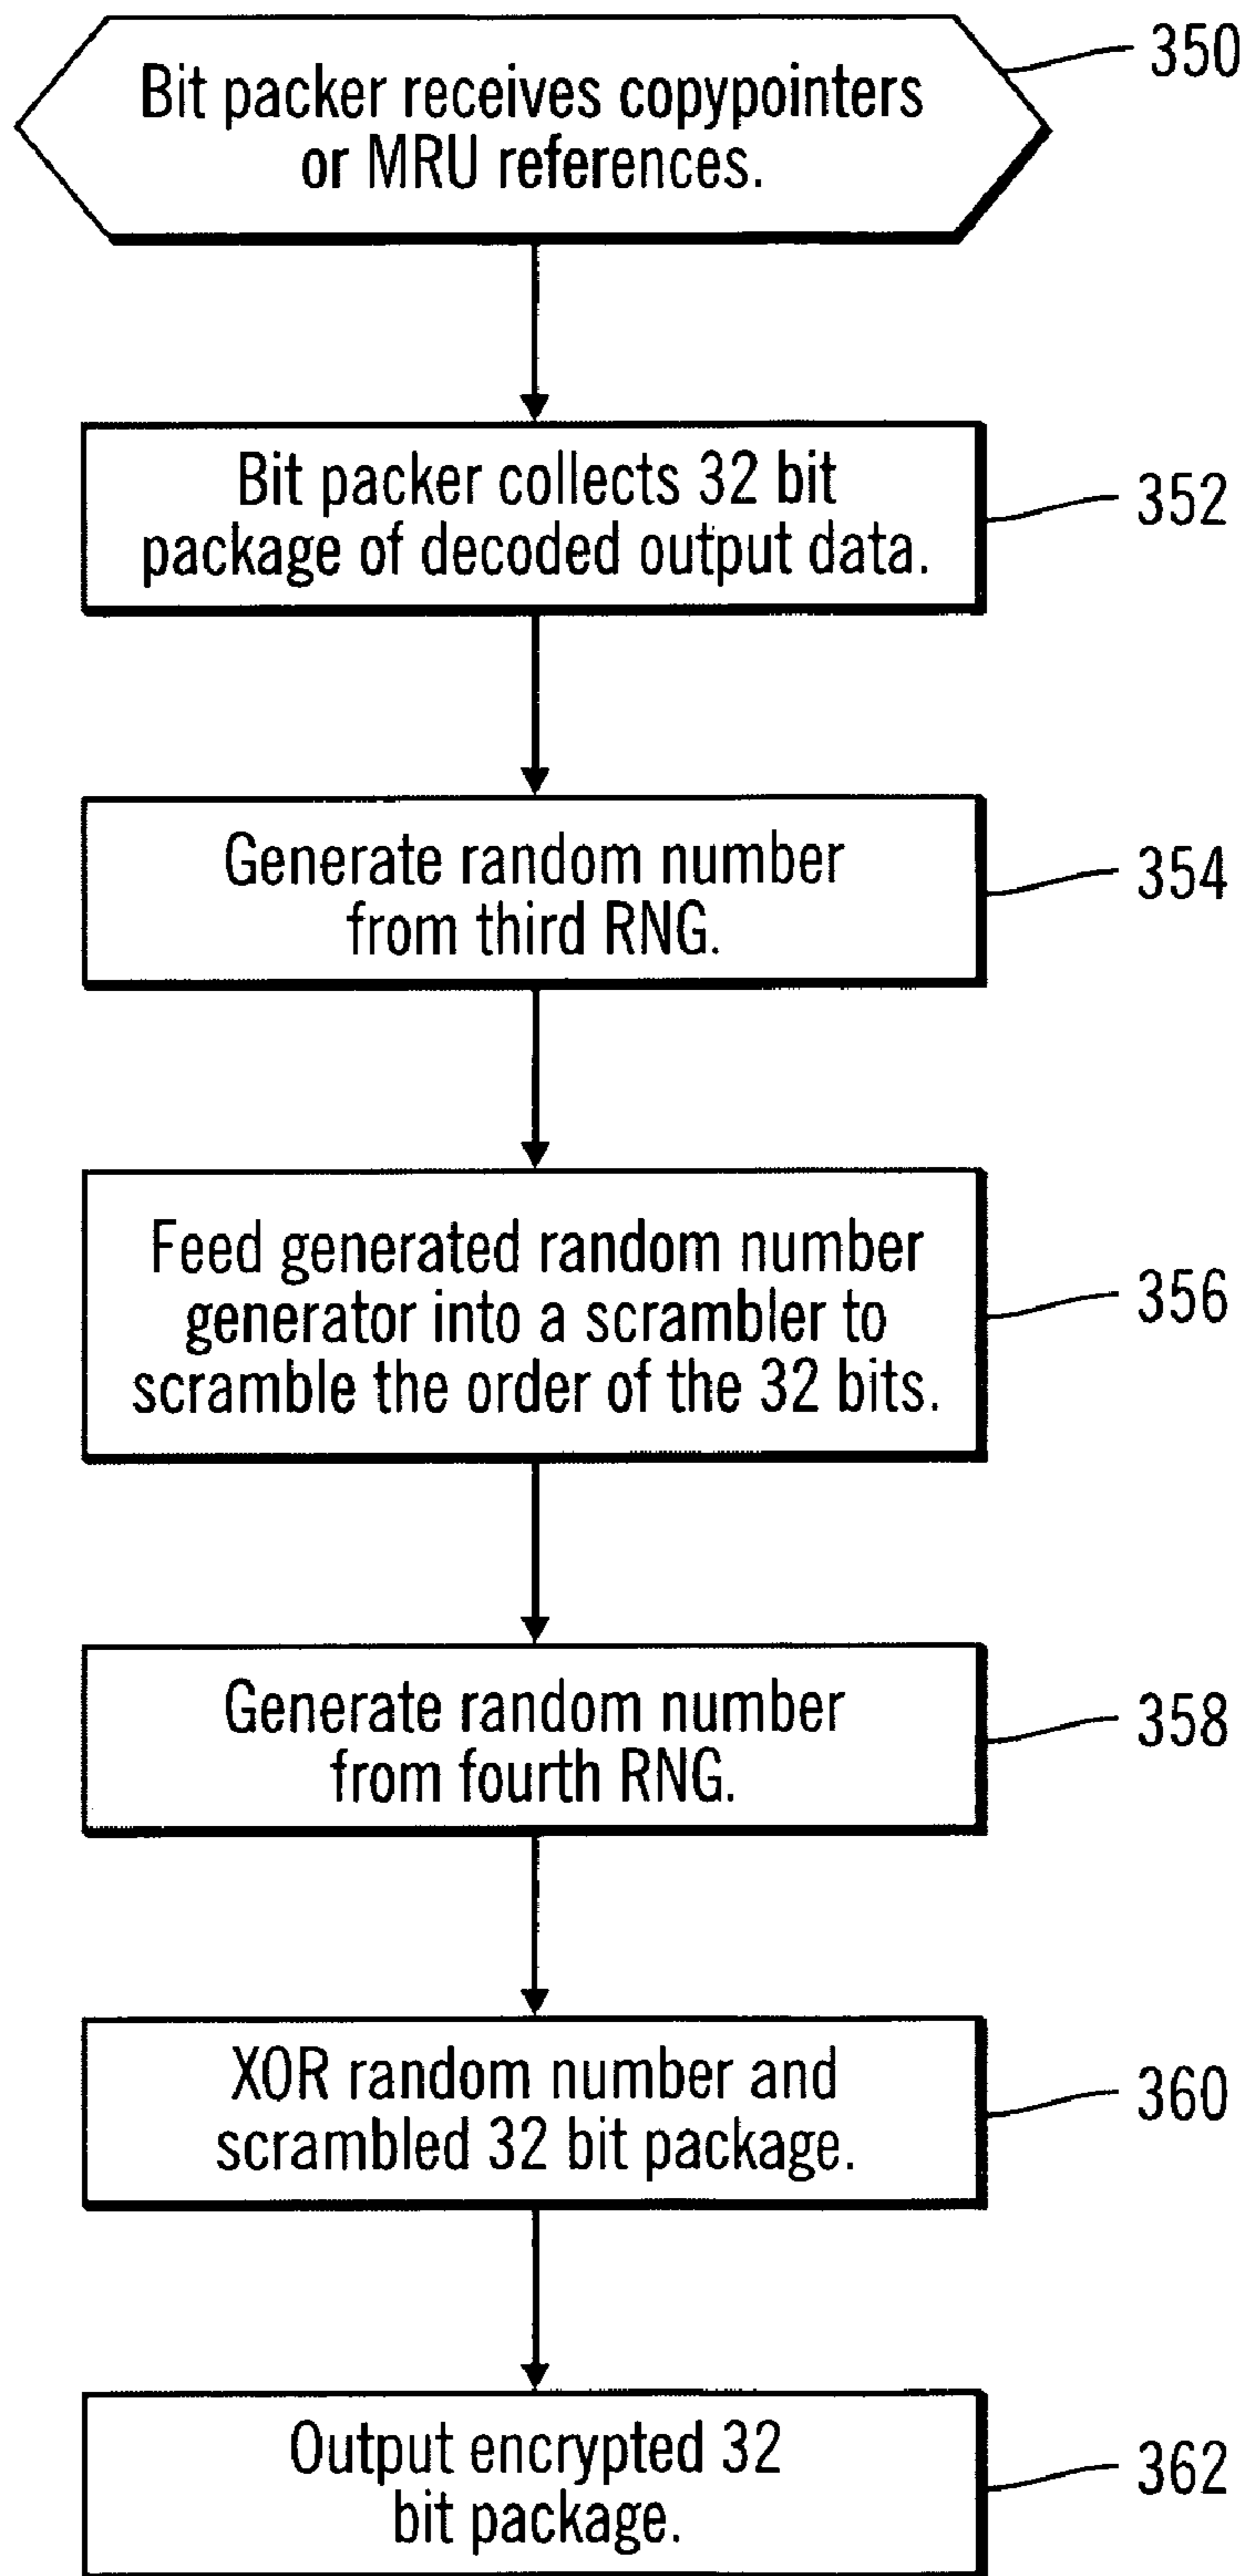 Bit packer receives copypointers
or MRU references.
350
Bit packer collects 32 bit
package of decoded output data.
352
Generate random number
from third RNG.
354
Feed generated random number
generator into a scrambler to
scramble the order of the 32 bits.
356
Generate random number
from fourth RNG.
358
XOR random number and
scrambled 32 bit package.
360
Output encrypted 32
bit package.
362